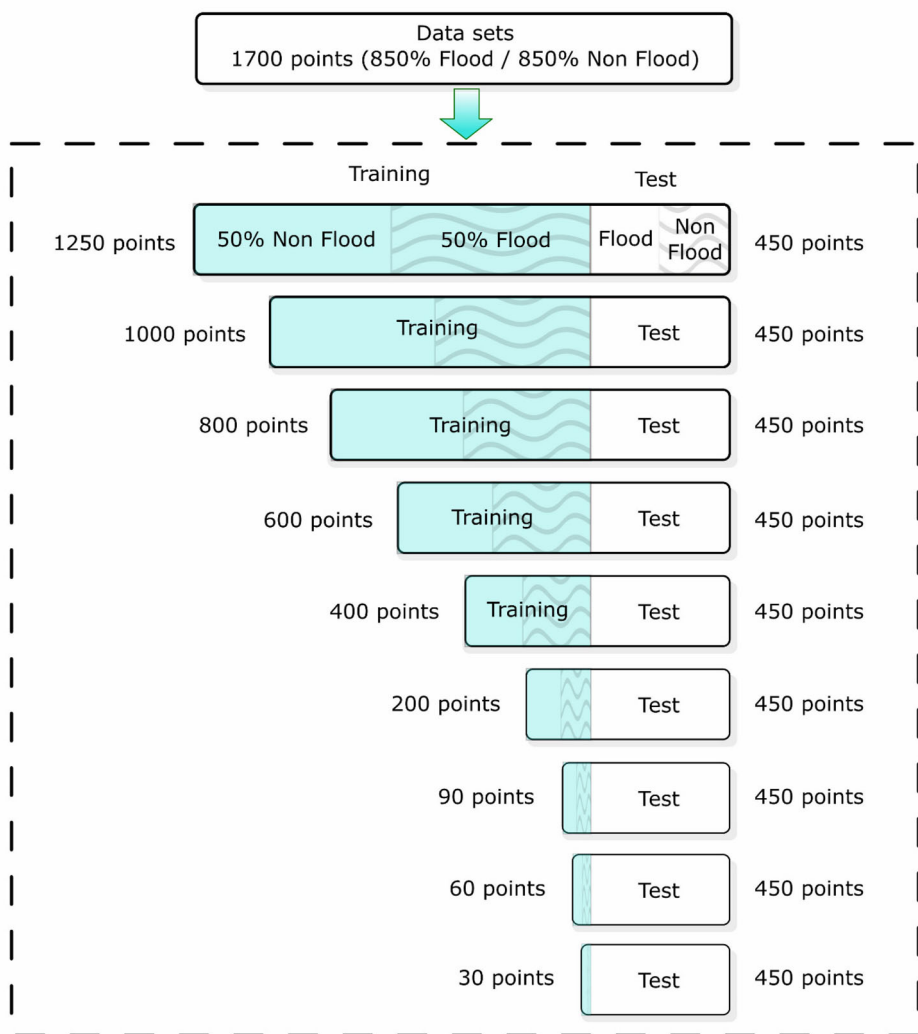 Data sets
1700 points (850% Flood / 850% Non Flood)
Training Test
1250 points 50% Non Flood 50% Flood Flood Non Flood 450 points
1000 points Training Test 450 points
800 points Training Test 450 points
600 points Training Test 450 points
400 points Training Test 450 points
200 points Test 450 points
90 points Test 450 points
60 points Test 450 points
30 points Test 450 points